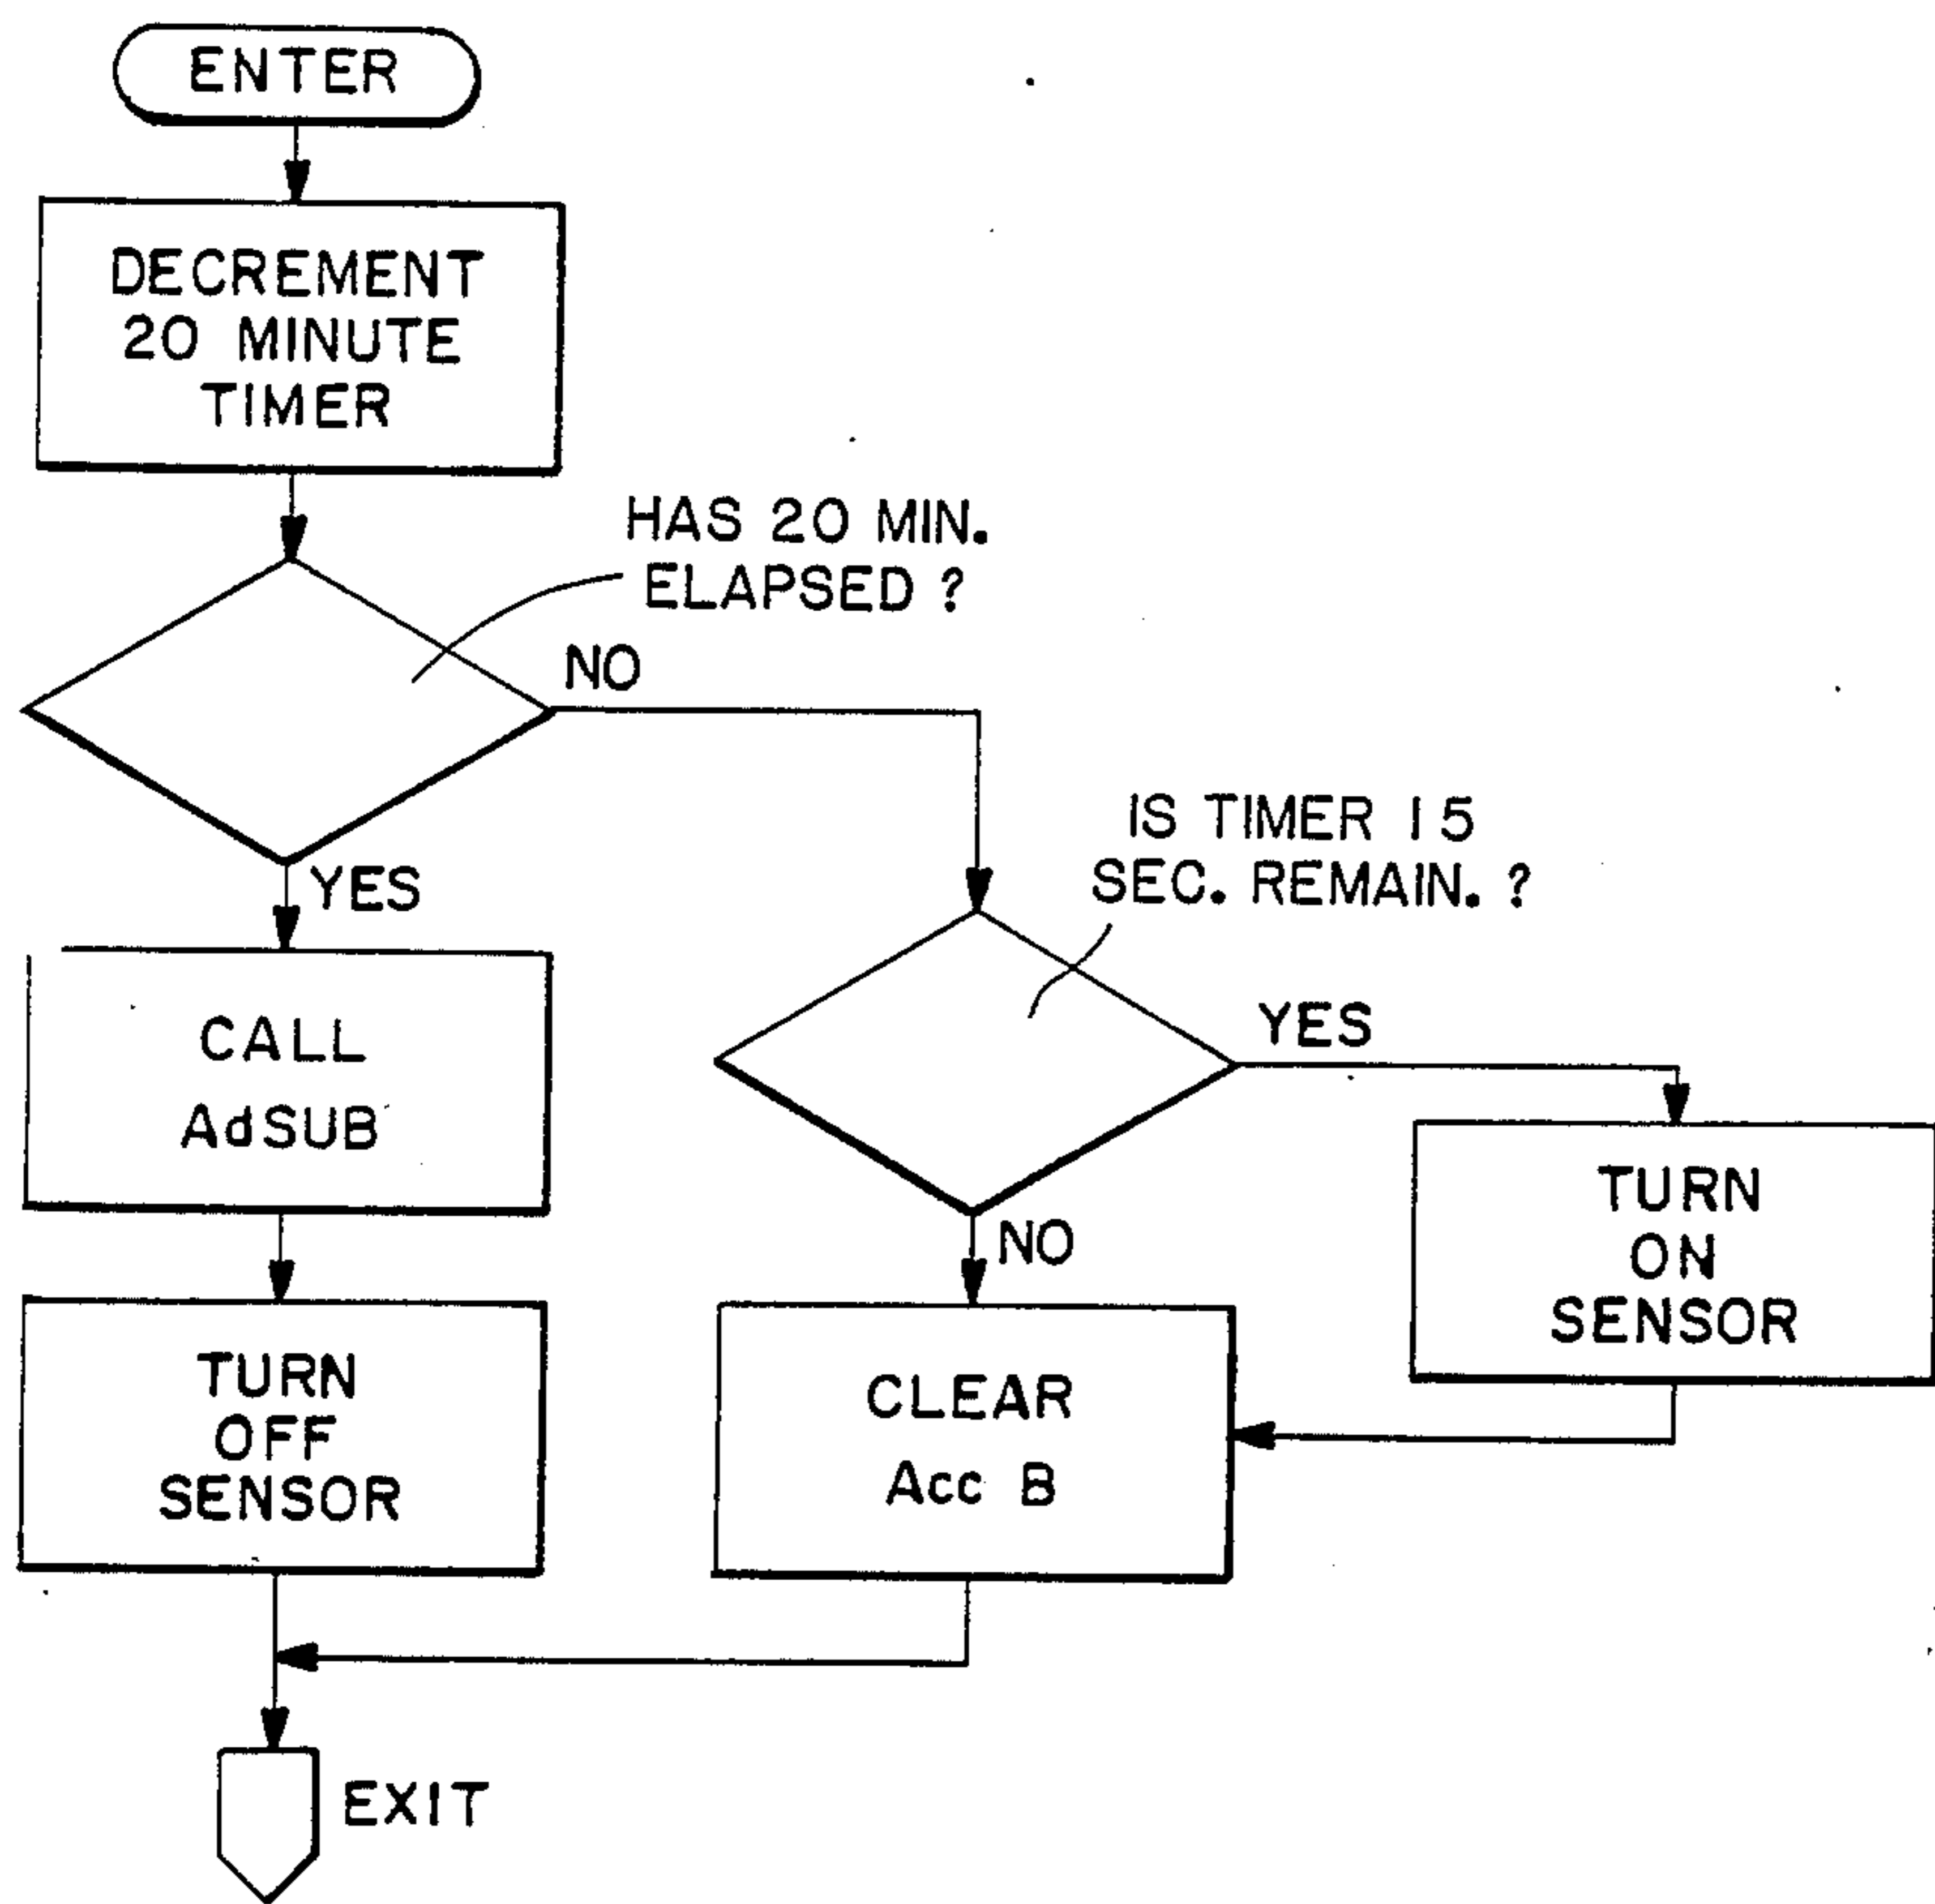 ENTER
DECREMENT
20 MINUTE
TIMER
HAS 20 MIN.
ELAPSED ?
NO
YES
IS TIMER 15
SEC. REMAIN. ?
YES
NO
CALL
AdSUB
TURN
OFF
SENSOR
CLEAR
Acc B
TURN
ON
SENSOR
EXIT